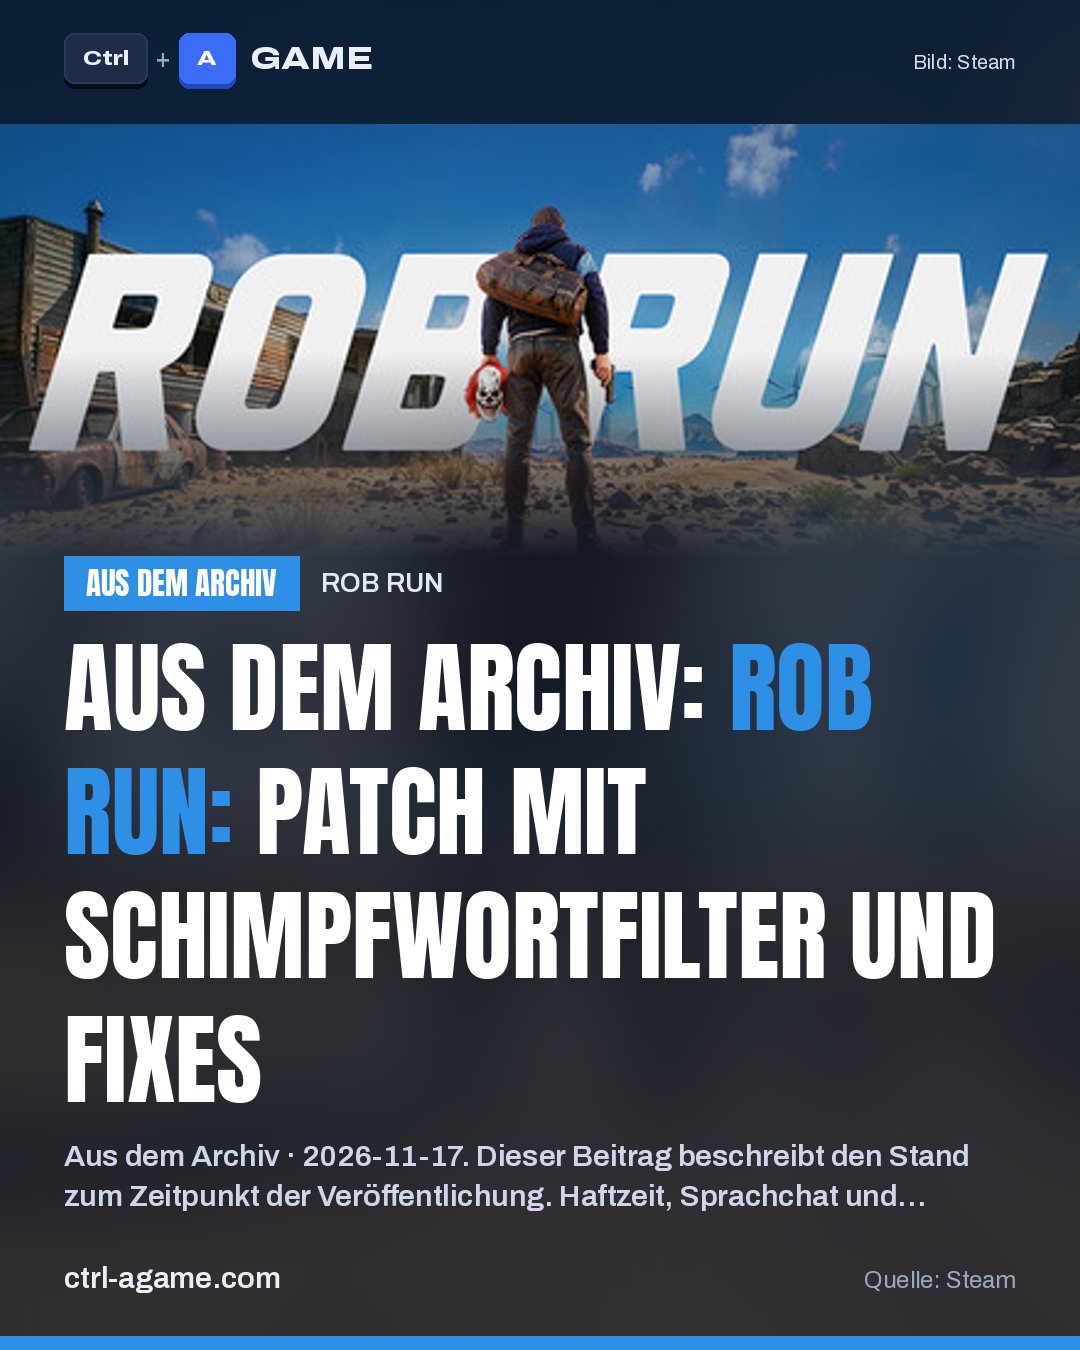 Ctrl + A GAME
Bild: Steam
ROB RUN
AUS DEM ARCHIV
ROB RUN
AUS DEM ARCHIV: ROB
RUN: PATCH MIT
SCHIMPFWORTFILTER UND
FIXES
Aus dem Archiv · 2026-11-17. Dieser Beitrag beschreibt den Stand
zum Zeitpunkt der Veröffentlichung. Haftzeit, Sprachchat und…
ctrl-agame.com
Quelle: Steam